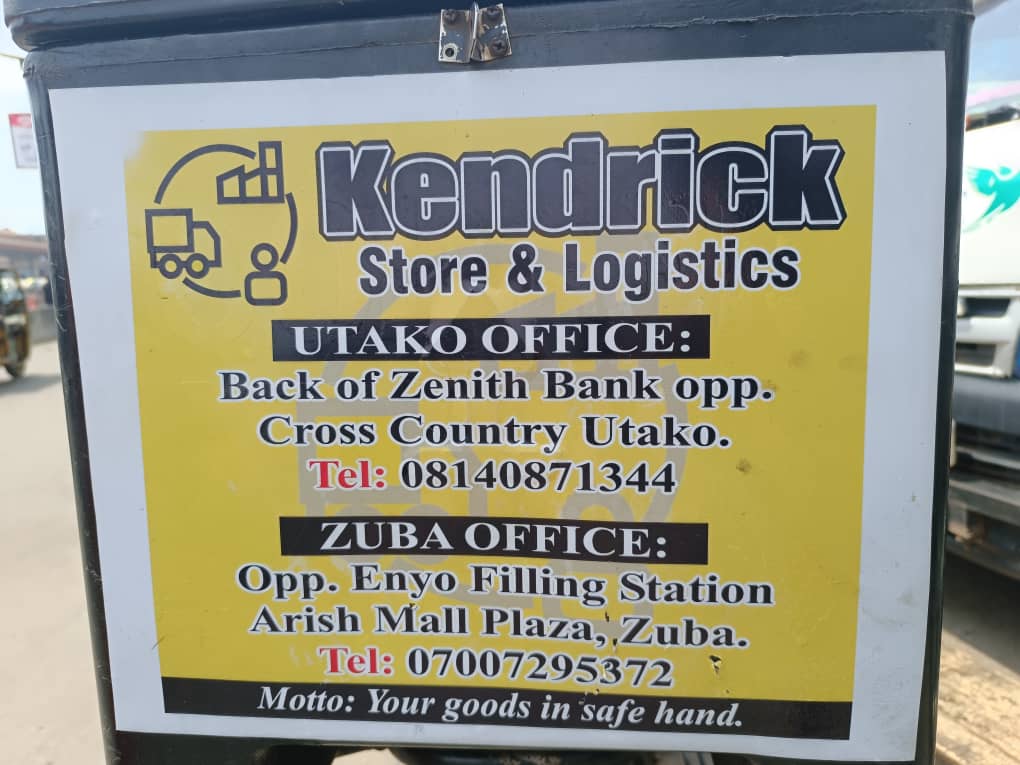 Kendrick
Store & Logistics
UTAKO OFFICE:
Back of Zenith Bank opp.
Cross Country Utako.
Tel: 08140871344
ZUBA OFFICE:
Opp. Enyo Filling Station
Arish Mall Plaza, Zuba.
Tel: 07007295372
Motto: Your goods in safe hand.